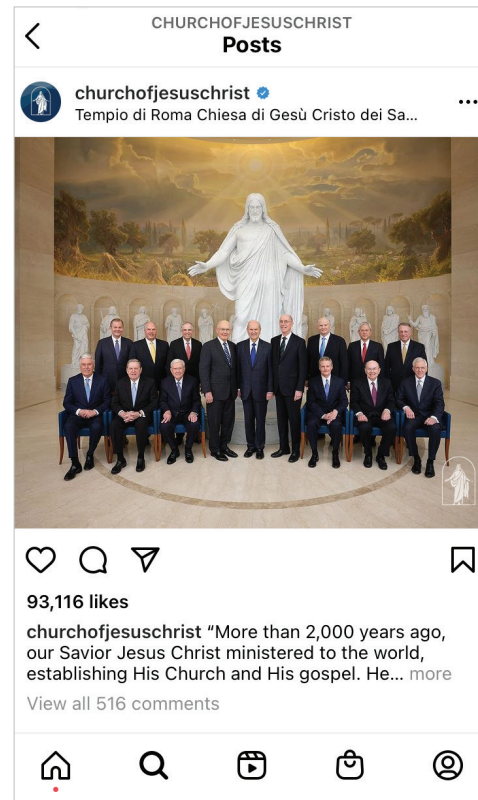 CHURCHOFJESUSCHRIST
Posts
churchofjesuschrist
Tempio di Roma Chiesa di Gesù Cristo dei Sa...
93,116 likes
churchofjesuschrist “More than 2,000 years ago,
our Savior Jesus Christ ministered to the world,
establishing His Church and His gospel. He... more
View all 516 comments